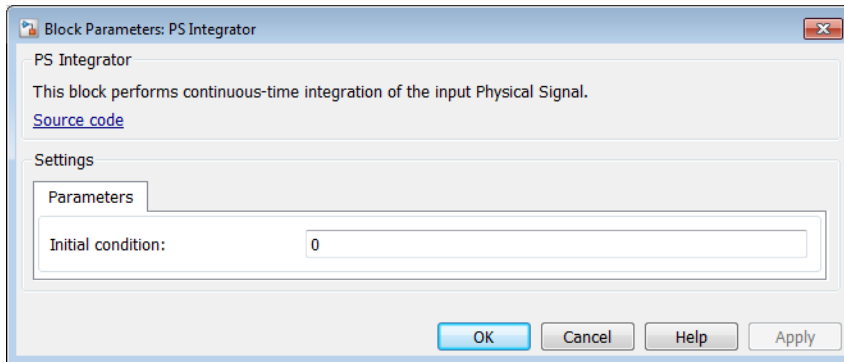 Block Parameters: PS Integrator
PS Integrator
This block performs continuous-time integration of the input Physical Signal.
Source code
Settings
Parameters
Initial condition: 0
OK Cancel Help Apply